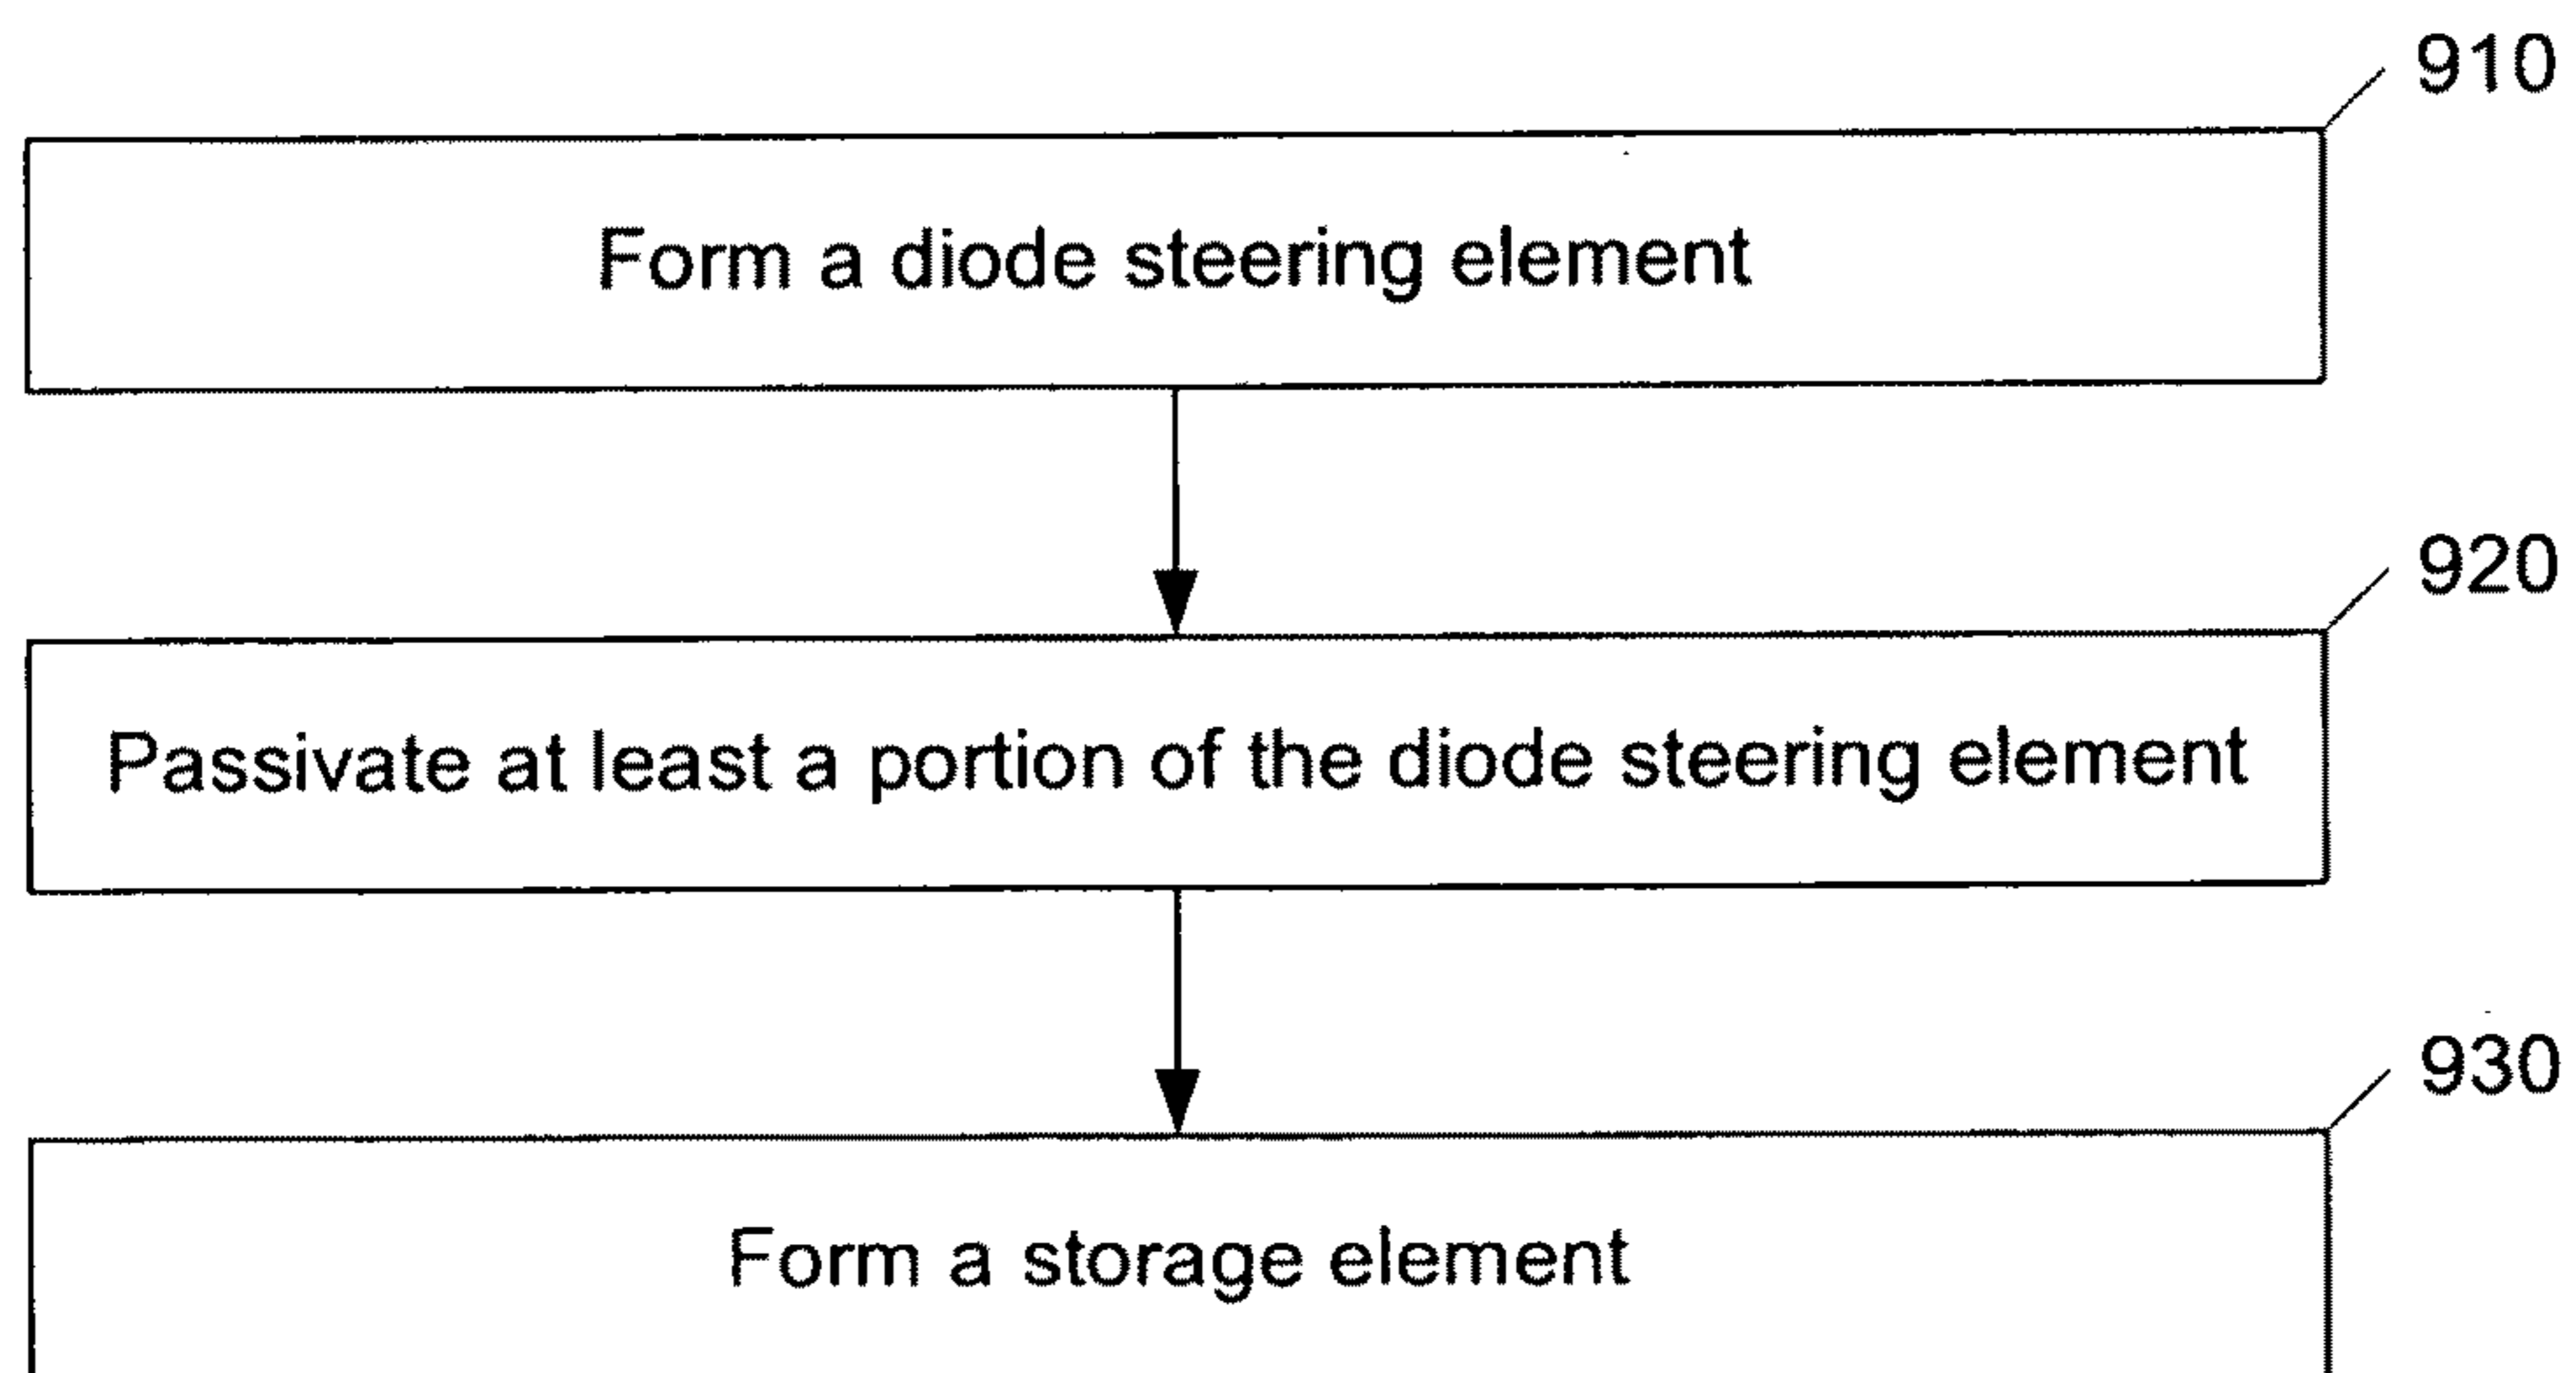 910
Form a diode steering element
920
Passivate at least a portion of the diode steering element
930
Form a storage element